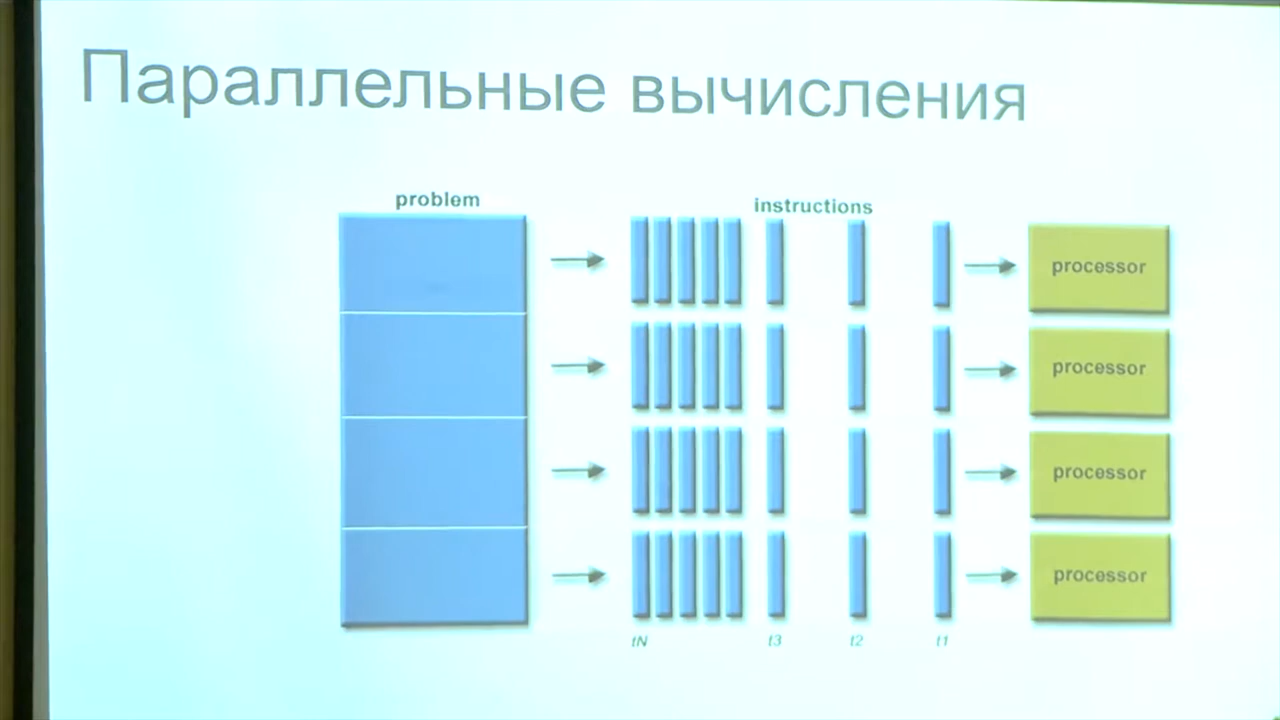 Параллельные вычисления
problem
instructions
processor
processor
processor
processor
tN t3 t2 t1